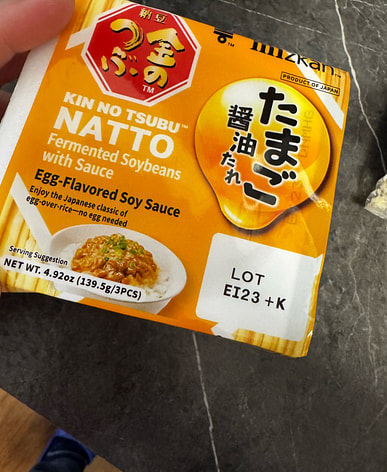 納豆
金の
つぶ
TM
mizkan
PRODUCT OF JAPAN
KIN NO TSUBU™
NATTO
Fermented Soybeans
with Sauce
Egg-Flavored Soy Sauce
Enjoy the Japanese classic of
egg-over-rice—no egg needed
たまご
醤油たれ
Serving Suggestion
NET WT. 4.92oz (139.5g/3PCS)
LOT
EI23 +K